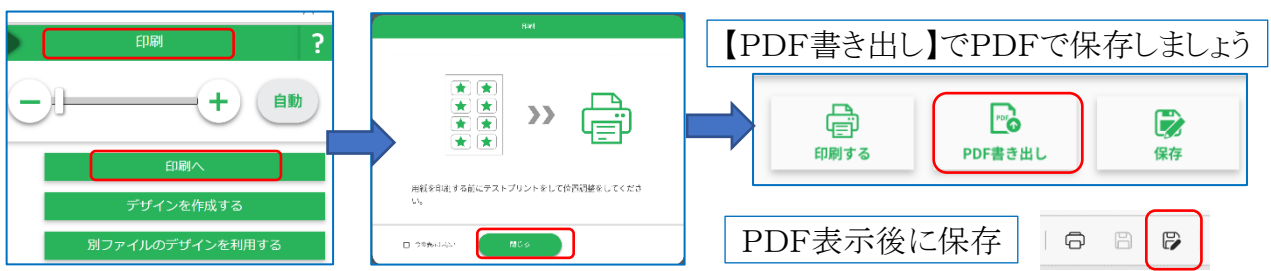 印刷
?
自動
印刷へ
デザインを作成する
別ファイルのデザインを利用する
用紙を印刷する前にテストプリントをして位置調整をしてくださ
い。
閉じる
【PDF書き出し】でPDFで保存しましょう
印刷する
PDF
PDF書き出し
保存
PDF表示後に保存